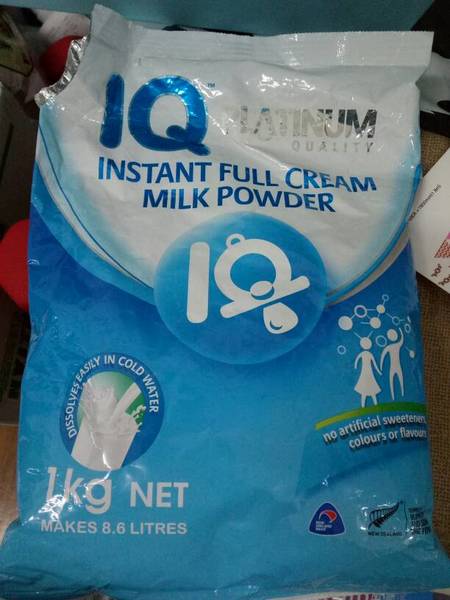 IQ™ PLATINUM
QUALITY
INSTANT FULL CREAM
MILK POWDER
IQ
DISSOLVES EASILY IN COLD WATER
no artificial sweeteners
colours or flavours
1kg NET
MAKES 8.6 LITRES
NEW ZEALAND